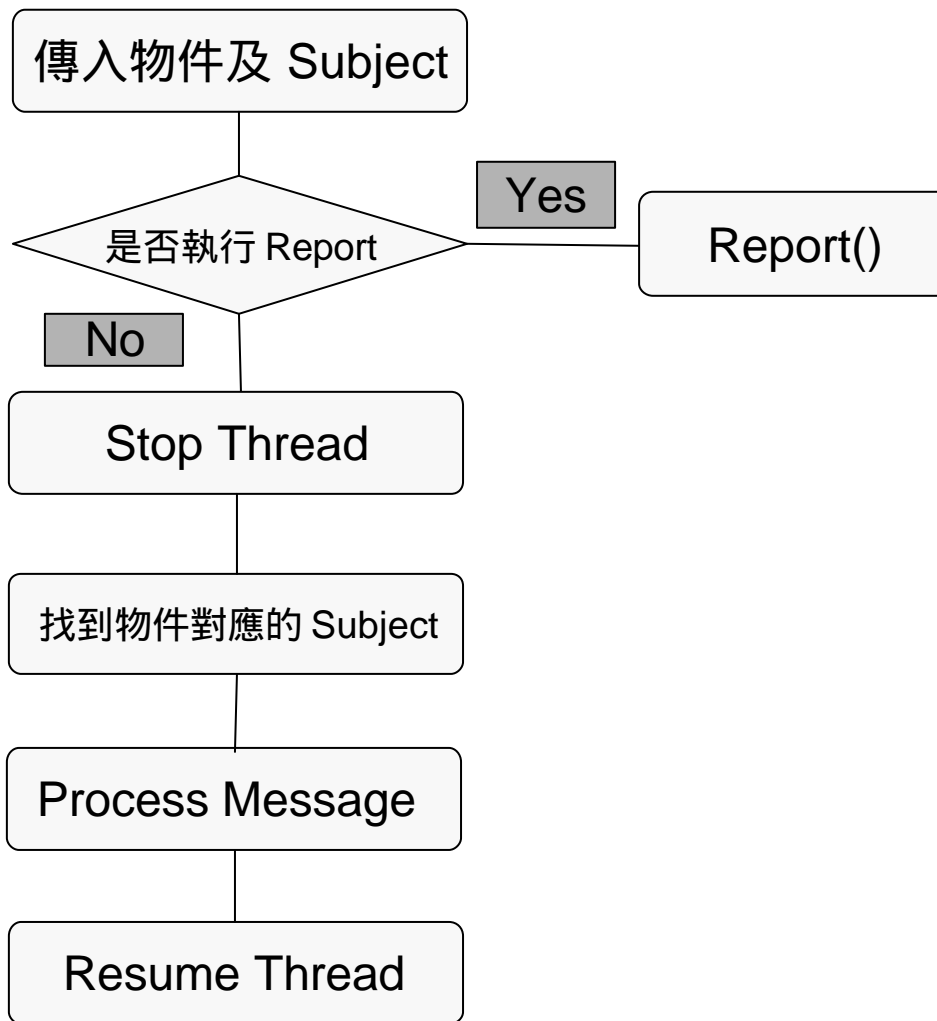 傳入物件及 Subject
Yes
是否執行 Report
Report()
No
Stop Thread
找到物件對應的 Subject
Process Message
Resume Thread